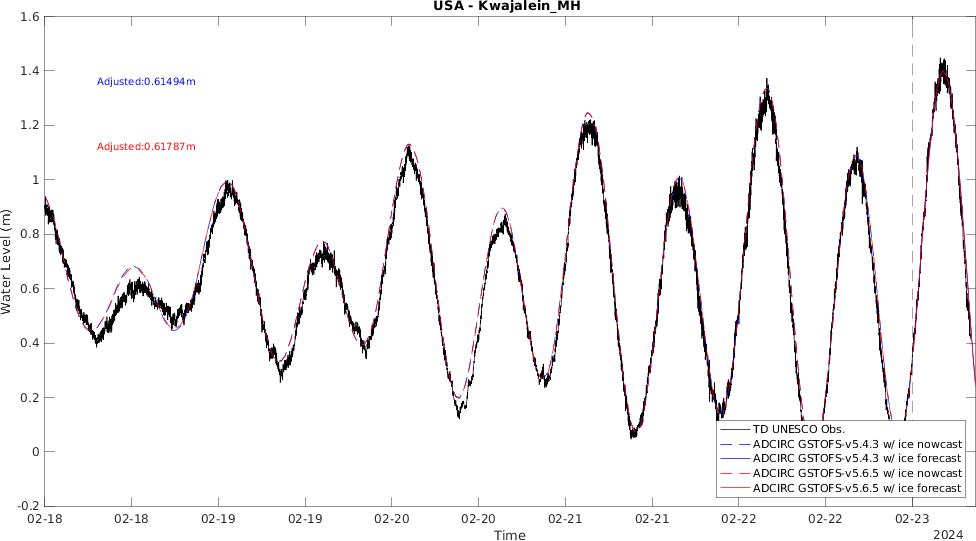 USA - Kwajalein_MH
1.6
1.4
1.2
1
0.8
0.6
0.4
0.2
0
-0.2
Water Level (m)
Adjusted:0.61494m
Adjusted:0.61787m
TD UNESCO Obs.
ADCIRC GSTOFS-v5.4.3 w/ ice nowcast
ADCIRC GSTOFS-v5.4.3 w/ ice forecast
ADCIRC GSTOFS-v5.6.5 w/ ice nowcast
ADCIRC GSTOFS-v5.6.5 w/ ice forecast
02-18 02-18 02-19 02-19 02-20 02-20 02-21 02-21 02-22 02-22 02-23
Time
2024